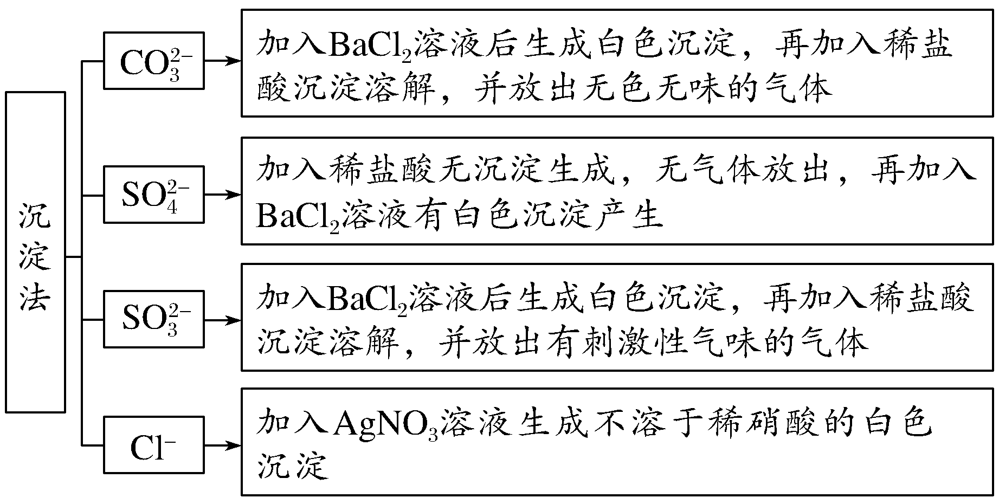 沉淀法
CO₃²⁻
加入BaCl₂溶液后生成白色沉淀，再加入稀盐
酸沉淀溶解，并放出无色无味的气体
SO₄²⁻
加入稀盐酸无沉淀生成，无气体放出，再加入
BaCl₂溶液有白色沉淀产生
SO₃²⁻
加入BaCl₂溶液后生成白色沉淀，再加入稀盐酸
沉淀溶解，并放出有刺激性气味的气体
Cl⁻
加入AgNO₃溶液生成不溶于稀硝酸的白色
沉淀